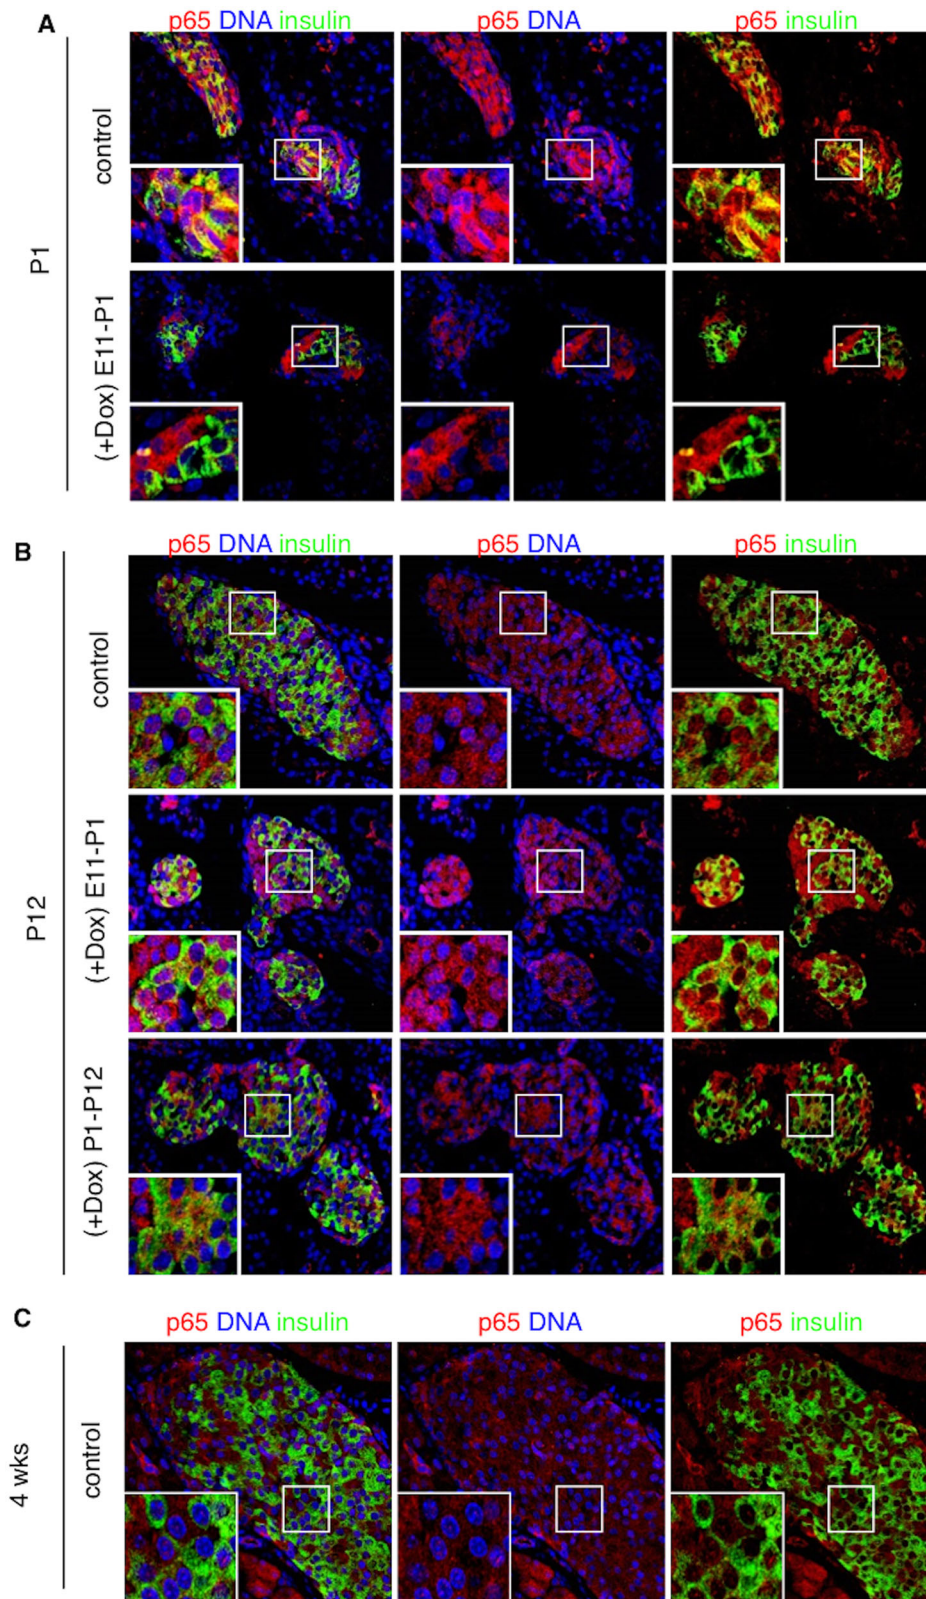 A
p65 DNA insulin
p65 DNA
p65 insulin
P1
control
(+Dox) E11-P1
B
p65 DNA insulin
p65 DNA
p65 insulin
P12
control
(+Dox) E11-P1
(+Dox) P1-P12
C
p65 DNA insulin
p65 DNA
p65 insulin
4 wks
control